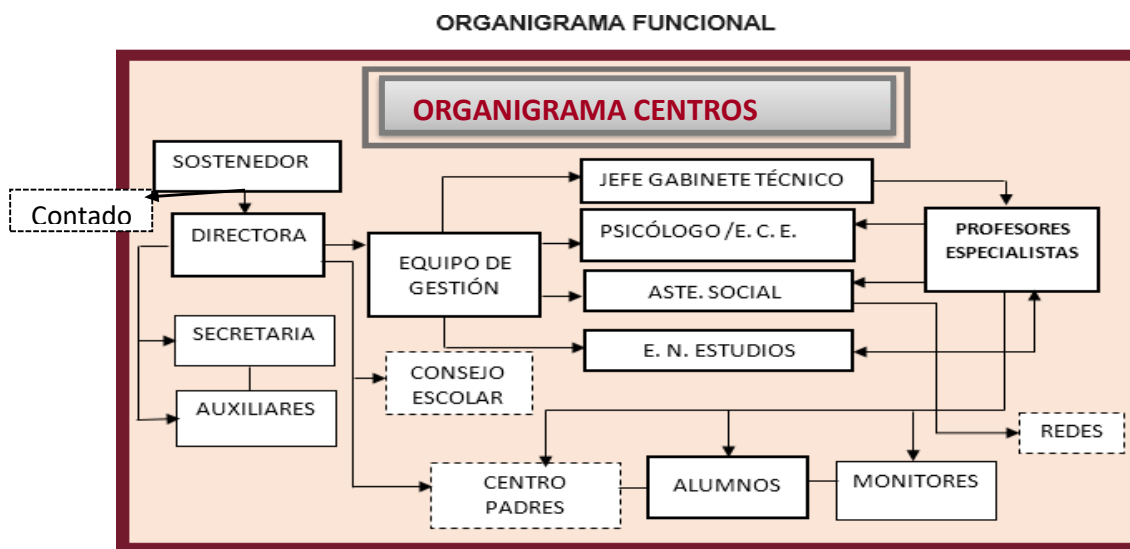 ORGANIGRAMA FUNCIONAL
ORGANIGRAMA CENTROS
SOSTENEDOR
Contado
DIRECTORA
EQUIPO DE
GESTIÓN
JEFE GABINETE TÉCNICO
PSICÓLOGO /E. C. E.
ASTE. SOCIAL
E. N. ESTUDIOS
PROFESORES
ESPECIALISTAS
SECRETARIA
AUXILIARES
CONSEJO
ESCOLAR
REDES
CENTRO
PADRES
ALUMNOS
MONITORES